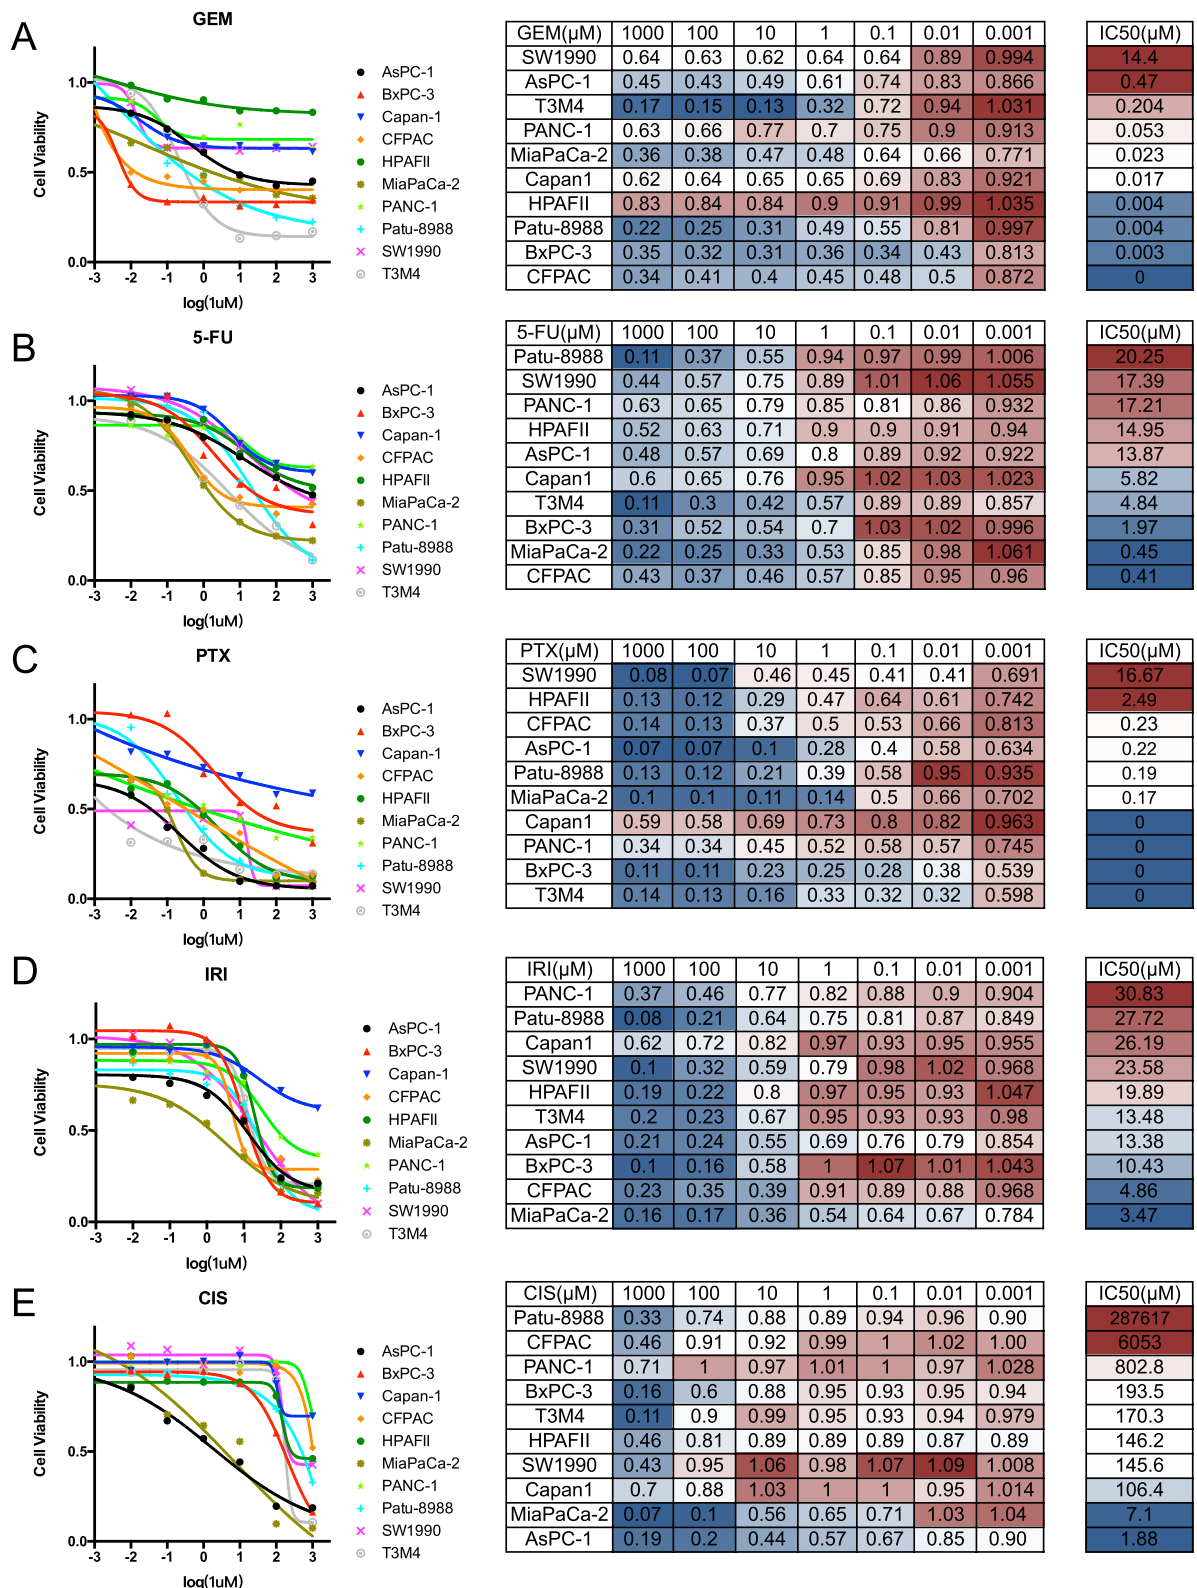 A
GEM
Cell Viability
1.0
0.5
0.0
-3 -2 -1 0 1 2 3
log(1uM)
AsPC-1
BxPC-3
Capan-1
CFPAC
HPAFII
MiaPaCa-2
PANC-1
Patu-8988
SW1990
T3M4
GEM(µM) 1000 100 10 1 0.1 0.01 0.001 IC50(µM)
SW1990 0.64 0.63 0.62 0.64 0.64 0.89 0.994 14.4
AsPC-1 0.45 0.43 0.49 0.61 0.74 0.83 0.866 0.47
T3M4 0.17 0.15 0.13 0.32 0.72 0.94 1.031 0.204
PANC-1 0.63 0.66 0.77 0.7 0.75 0.9 0.913 0.053
MiaPaCa-2 0.36 0.38 0.47 0.48 0.64 0.66 0.771 0.023
Capan1 0.62 0.64 0.65 0.65 0.69 0.83 0.921 0.017
HPAFII 0.83 0.84 0.84 0.9 0.91 0.99 1.035 0.004
Patu-8988 0.22 0.25 0.31 0.49 0.55 0.81 0.997 0.004
BxPC-3 0.35 0.32 0.31 0.36 0.34 0.43 0.813 0.003
CFPAC 0.34 0.41 0.4 0.45 0.48 0.5 0.872 0
B
5-FU
Cell Viability
1.0
0.5
0.0
-3 -2 -1 0 1 2 3
log(1uM)
AsPC-1
BxPC-3
Capan-1
CFPAC
HPAFII
MiaPaCa-2
PANC-1
Patu-8988
SW1990
T3M4
5-FU(µM) 1000 100 10 1 0.1 0.01 0.001 IC50(µM)
Patu-8988 0.11 0.37 0.55 0.94 0.97 0.99 1.006 20.25
SW1990 0.44 0.57 0.75 0.89 1.01 1.06 1.055 17.39
PANC-1 0.63 0.65 0.79 0.85 0.81 0.86 0.932 17.21
HPAFII 0.52 0.63 0.71 0.9 0.9 0.91 0.94 14.95
AsPC-1 0.48 0.57 0.69 0.8 0.89 0.92 0.922 13.87
Capan1 0.6 0.65 0.76 0.95 1.02 1.03 1.023 5.82
T3M4 0.11 0.3 0.42 0.57 0.89 0.89 0.857 4.84
BxPC-3 0.31 0.52 0.54 0.7 1.03 1.02 0.996 1.97
MiaPaCa-2 0.22 0.25 0.33 0.53 0.85 0.98 1.061 0.45
CFPAC 0.43 0.37 0.46 0.57 0.85 0.95 0.96 0.41
C
PTX
Cell Viability
1.0
0.5
0.0
-3 -2 -1 0 1 2 3
log(1uM)
AsPC-1
BxPC-3
Capan-1
CFPAC
HPAFII
MiaPaCa-2
PANC-1
Patu-8988
SW1990
T3M4
PTX(µM) 1000 100 10 1 0.1 0.01 0.001 IC50(µM)
SW1990 0.08 0.07 0.46 0.45 0.41 0.41 0.691 16.67
HPAFII 0.13 0.12 0.29 0.47 0.64 0.61 0.742 2.49
CFPAC 0.14 0.13 0.37 0.5 0.53 0.66 0.813 0.23
AsPC-1 0.07 0.07 0.1 0.28 0.4 0.58 0.634 0.22
Patu-8988 0.13 0.12 0.21 0.39 0.58 0.95 0.935 0.19
MiaPaCa-2 0.1 0.1 0.11 0.14 0.5 0.66 0.702 0.17
Capan1 0.59 0.58 0.69 0.73 0.8 0.82 0.963 0
PANC-1 0.34 0.34 0.45 0.52 0.58 0.57 0.745 0
BxPC-3 0.11 0.11 0.23 0.25 0.28 0.38 0.539 0
T3M4 0.14 0.13 0.16 0.33 0.32 0.32 0.598 0
D
IRI
Cell Viability
1.0
0.5
0.0
-3 -2 -1 0 1 2 3
log(1uM)
AsPC-1
BxPC-3
Capan-1
CFPAC
HPAFII
MiaPaCa-2
PANC-1
Patu-8988
SW1990
T3M4
IRI(µM) 1000 100 10 1 0.1 0.01 0.001 IC50(µM)
PANC-1 0.37 0.46 0.77 0.82 0.88 0.9 0.904 30.83
Patu-8988 0.08 0.21 0.64 0.75 0.81 0.87 0.849 27.72
Capan1 0.62 0.72 0.82 0.97 0.93 0.95 0.955 26.19
SW1990 0.1 0.32 0.59 0.79 0.98 1.02 0.968 23.58
HPAFII 0.19 0.22 0.8 0.97 0.95 0.93 1.047 19.89
T3M4 0.2 0.23 0.67 0.95 0.93 0.93 0.98 13.48
AsPC-1 0.21 0.24 0.55 0.69 0.76 0.79 0.854 13.38
BxPC-3 0.1 0.16 0.58 1 1.07 1.01 1.043 10.43
CFPAC 0.23 0.35 0.39 0.91 0.89 0.88 0.968 4.86
MiaPaCa-2 0.16 0.17 0.36 0.54 0.64 0.67 0.784 3.47
E
CIS
Cell Viability
1.0
0.5
0.0
-3 -2 -1 0 1 2 3
log(1uM)
AsPC-1
BxPC-3
Capan-1
CFPAC
HPAFII
MiaPaCa-2
PANC-1
Patu-8988
SW1990
T3M4
CIS(µM) 1000 100 10 1 0.1 0.01 0.001 IC50(µM)
Patu-8988 0.33 0.74 0.88 0.89 0.94 0.96 0.90 287617
CFPAC 0.46 0.91 0.92 0.99 1 1.02 1.00 6053
PANC-1 0.71 1 0.97 1.01 1 0.97 1.028 802.8
BxPC-3 0.16 0.6 0.88 0.95 0.93 0.95 0.94 193.5
T3M4 0.11 0.9 0.99 0.95 0.93 0.94 0.979 170.3
HPAFII 0.46 0.81 0.89 0.89 0.89 0.87 0.89 146.2
SW1990 0.43 0.95 1.06 0.98 1.07 1.09 1.008 145.6
Capan1 0.7 0.88 1.03 1 1 0.95 1.014 106.4
MiaPaCa-2 0.07 0.1 0.56 0.65 0.71 1.03 1.04 7.1
AsPC-1 0.19 0.2 0.44 0.57 0.67 0.85 0.90 1.88